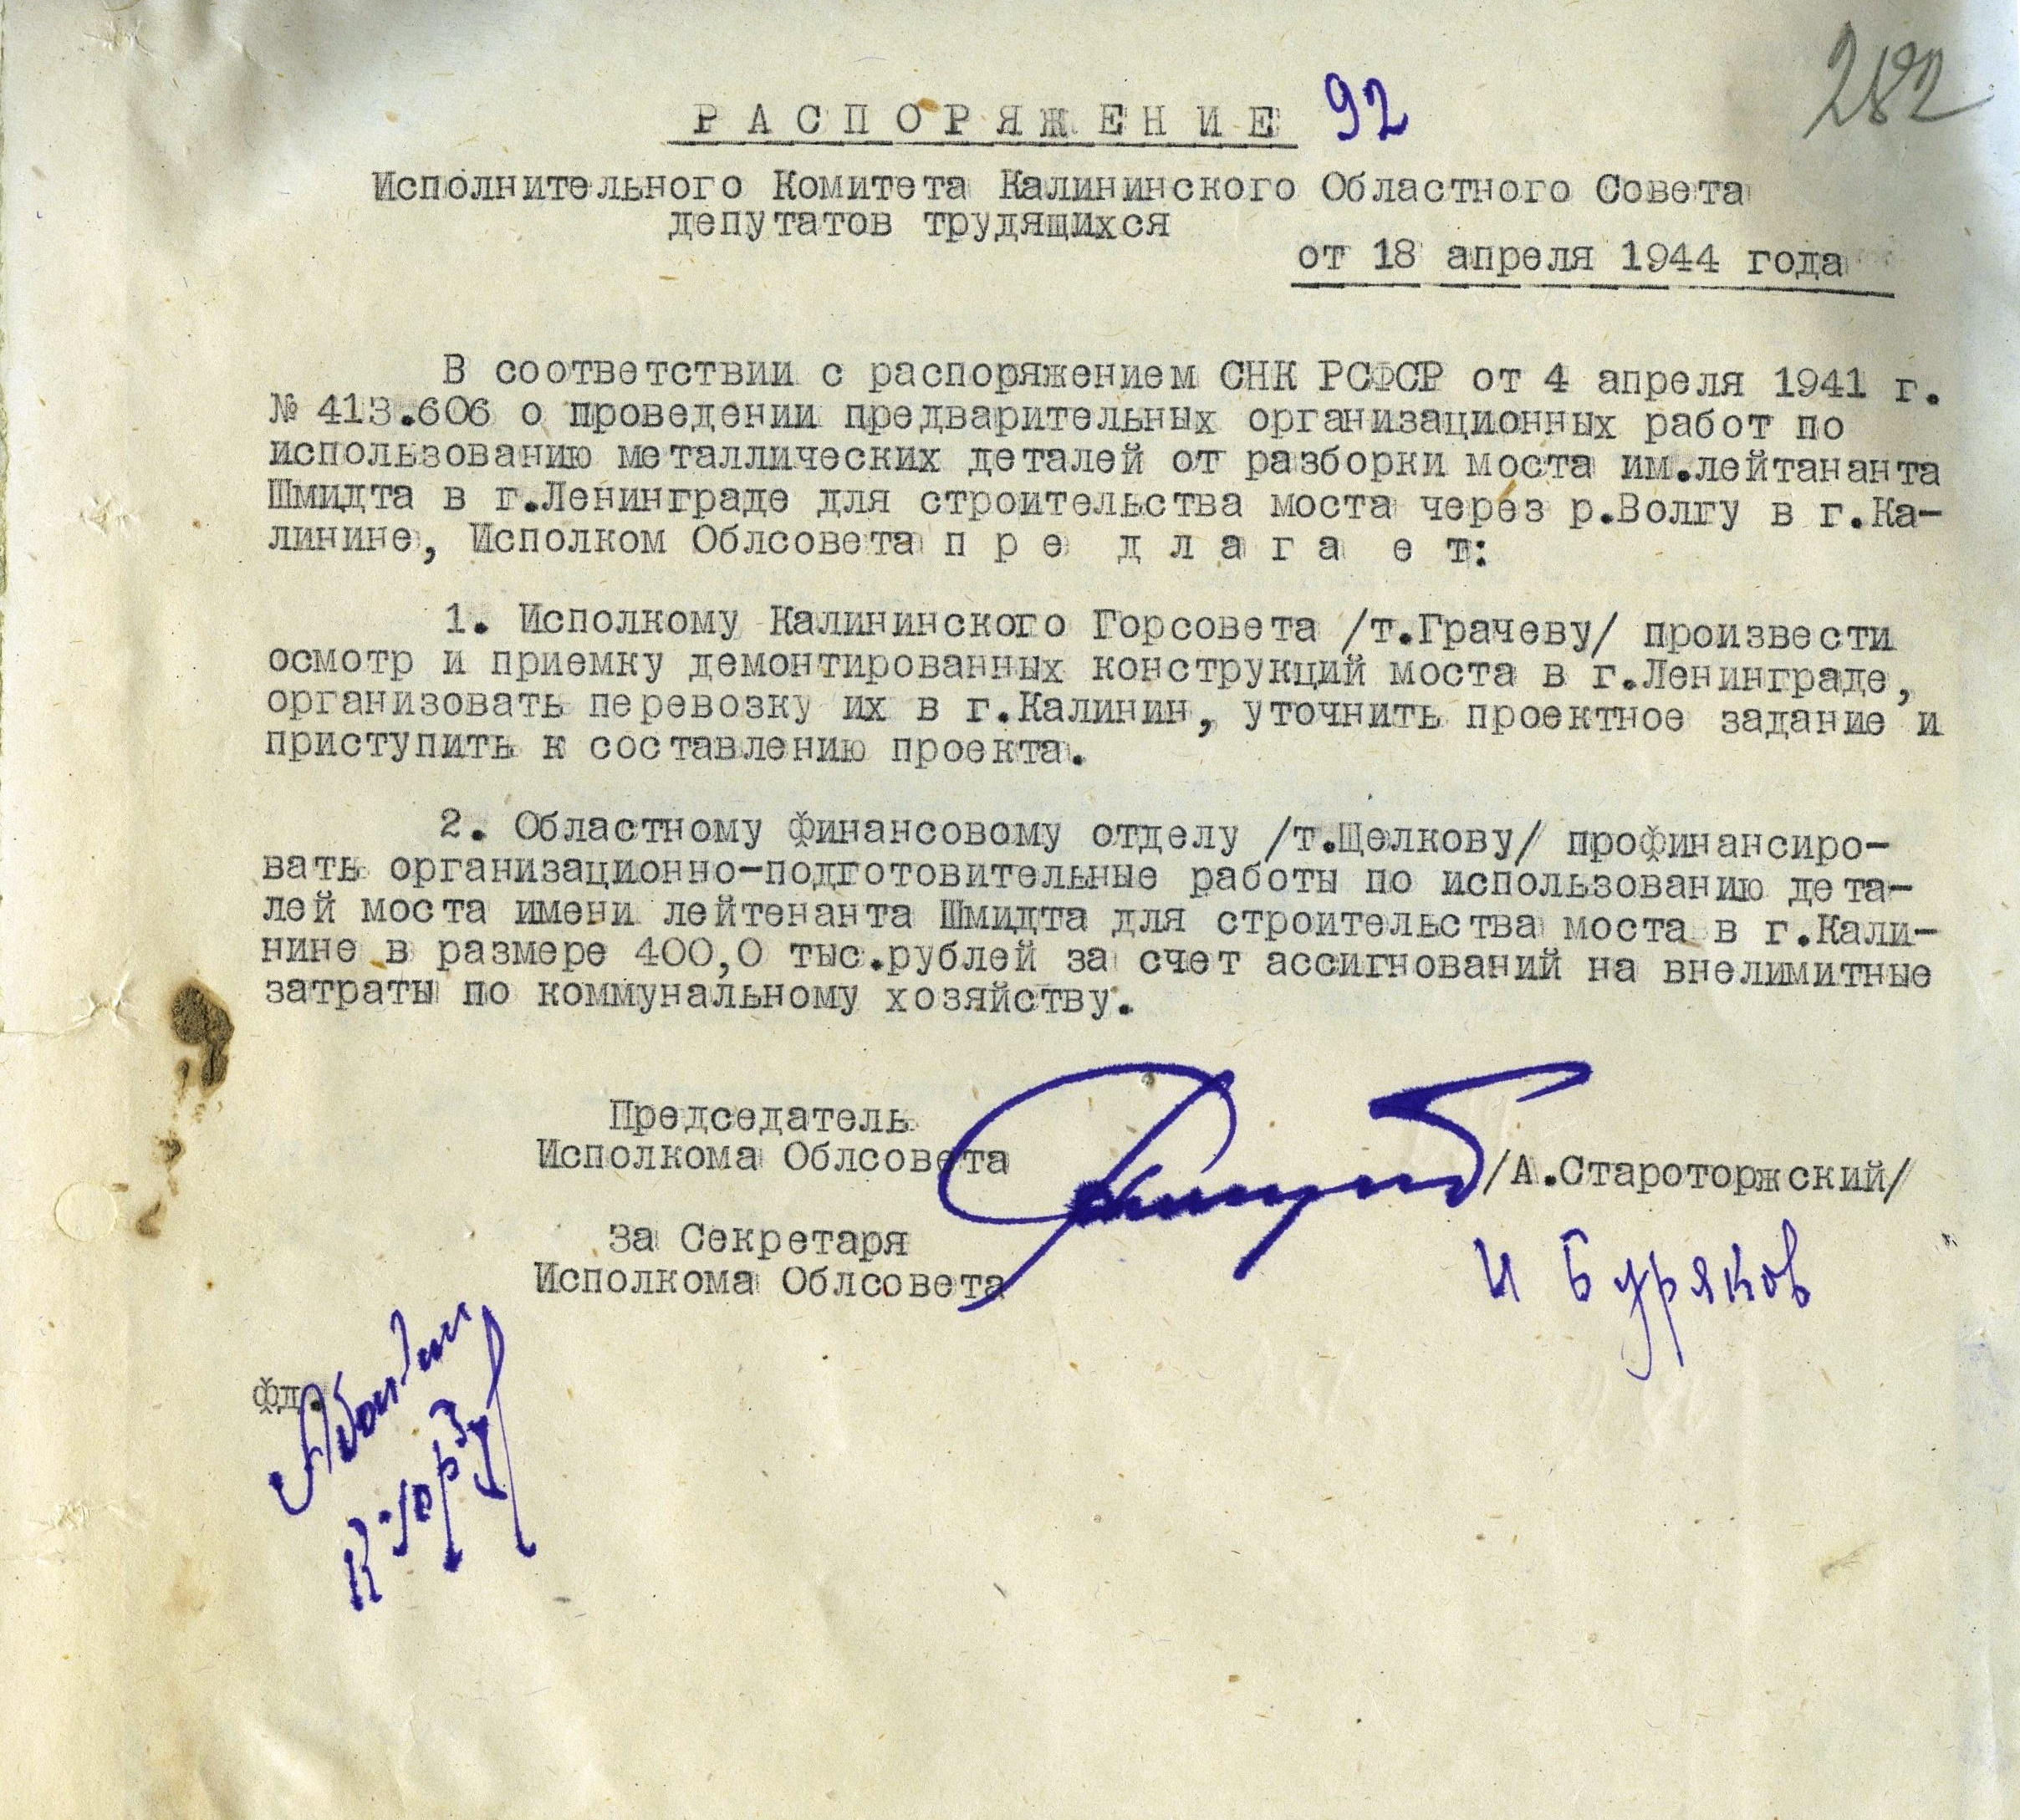 282
РАСПОРЯЖЕНИЕ 92
Исполнительного Комитета Калининского Областного Совета
депутатов трудящихся
от 18 апреля 1944 года
В соответствии с распоряжением СНК РСФСР от 4 апреля 1941 г.
№ 413.606 о проведении предварительных организационных работ по
использованию металлических деталей от разборки моста им.лейтананта
Шмидта в г.Ленинграде для строительства моста через р.Волгу в г.Ка-
линине, Исполком Облсовета п р е д л а г а е т:
1. Исполкому Калининского Горсовета /т.Грачеву/ произвести
осмотр и приемку демонтированных конструкций моста в г.Ленинграде,
организовать перевозку их в г.Калинин, уточнить проектное задание и
приступить к составлению проекта.
2. Областному финансовому отделу /т.Щелкову/ профинансиро-
вать организационно-подготовительные работы по использованию дета-
лей моста имени лейтенанта Шмидта для строительства моста в г.Кали-
нине в размере 400,0 тыс.рублей за счет ассигнований на внелимитные
затраты по коммунальному хозяйству.
Председатель
Исполкома Облсовета /А.Староторжский/
За Секретаря
Исполкома Облсовета И Буряков
фд.